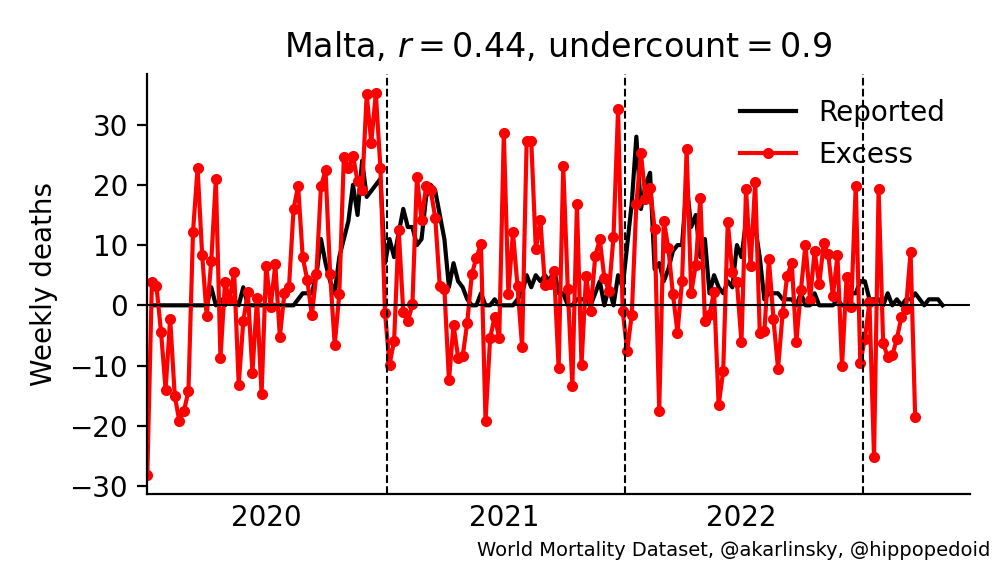 Malta, r = 0.44, undercount = 0.9
Reported
Excess
Weekly deaths
30
20
10
0
−10
−20
−30
2020 2021 2022
World Mortality Dataset, @akarlinsky, @hippopedoid